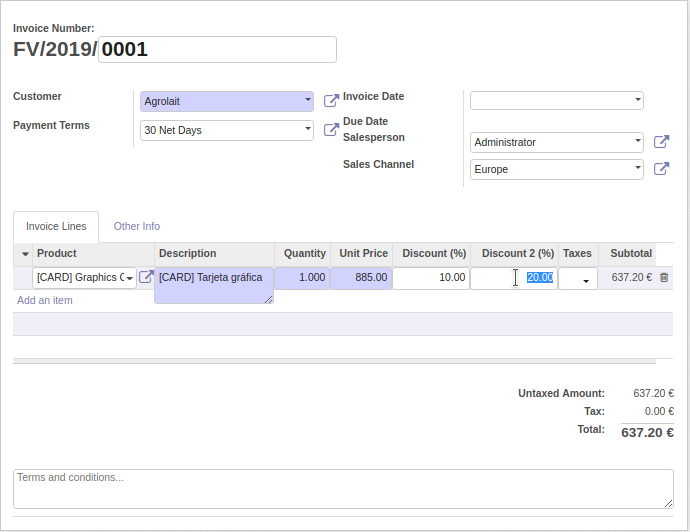 Invoice Number:
FV/2019/ 0001
Customer Agrolait Invoice Date
Payment Terms 30 Net Days Due Date
Salesperson Administrator
Sales Channel Europe
Invoice Lines Other Info
Product Description Quantity Unit Price Discount (%) Discount 2 (%) Taxes Subtotal
[CARD] Graphics [CARD] Tarjeta gráfica 1.000 885.00 10.00 20.00 637.20 €
Add an item
Untaxed Amount: 637.20 €
Tax: 0.00 €
Total: 637.20 €
Terms and conditions...